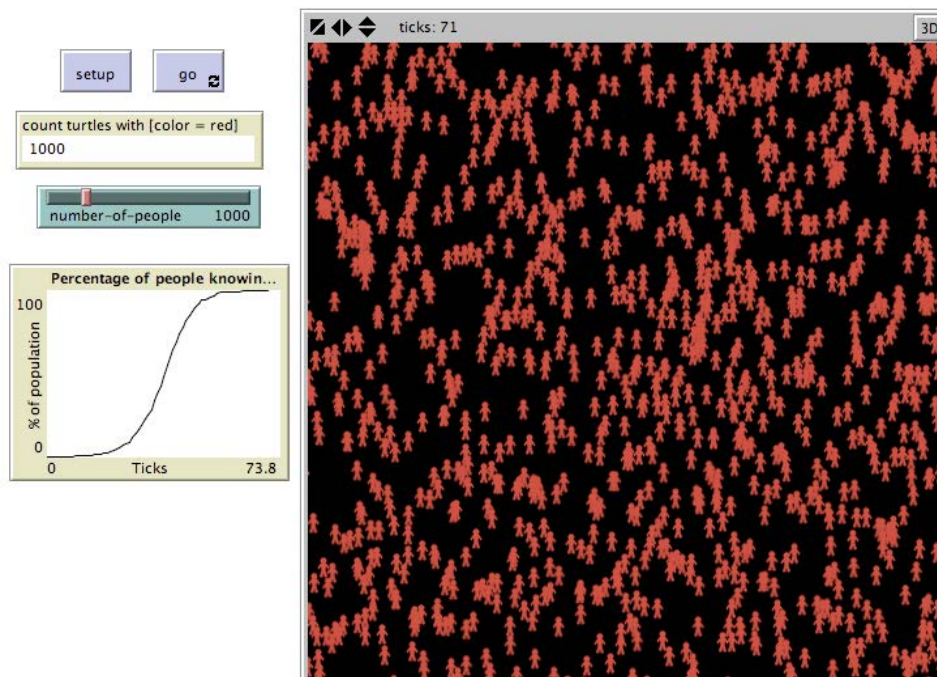 ticks: 71
3D
setup
go
count turtles with [color = red]
1000
number-of-people 1000
Percentage of people knowin...
100
% of population
0
0 Ticks 73.8